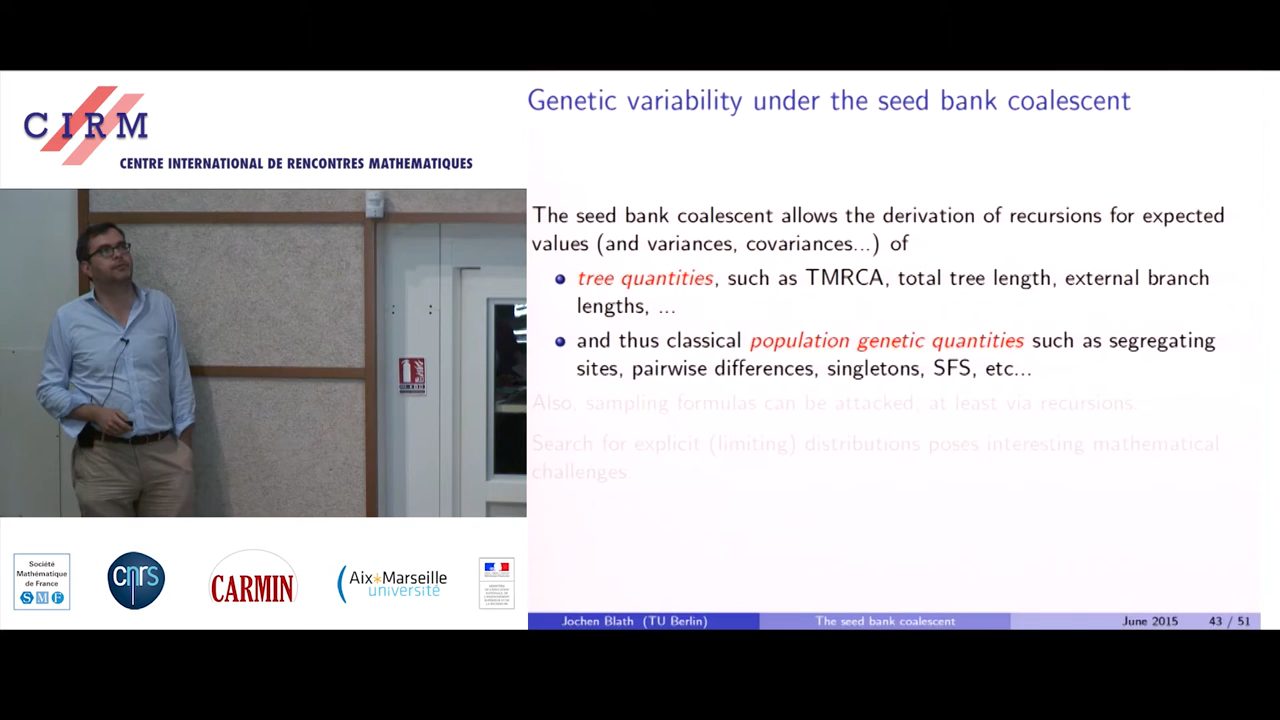 CIRM
CENTRE INTERNATIONAL DE RENCONTRES MATHEMATIQUES
Genetic variability under the seed bank coalescent
The seed bank coalescent allows the derivation of recursions for expected
values (and variances, covariances...) of
tree quantities, such as TMRCA, total tree length, external branch
lengths, ...
and thus classical population genetic quantities such as segregating
sites, pairwise differences, singletons, SFS, etc...
Also, sampling formulas can be attacked, at least via recursions.
Search for explicit (limiting) distributions poses interesting mathematical
challenges
Société
Mathématique
de France
SMF
cnrs
CARMIN
Aix*Marseille
université
Jochen Blath (TU Berlin)
The seed bank coalescent
June 2015
43 / 51